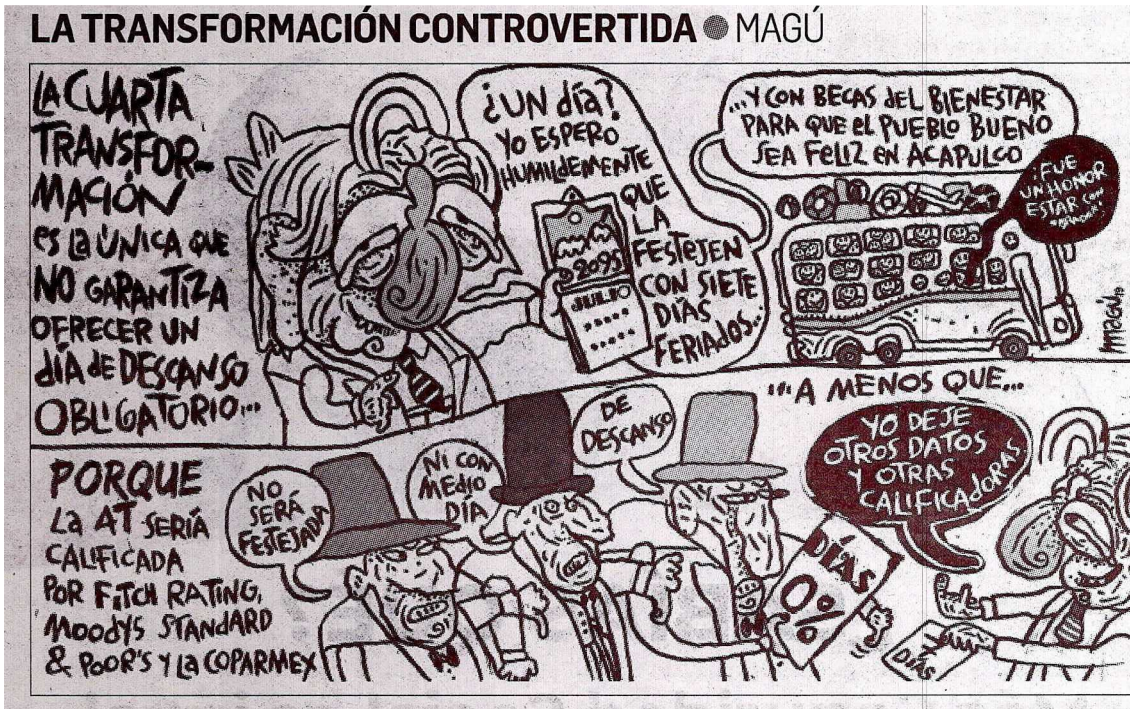 LA TRANSFORMACIÓN CONTROVERTIDA ● MAGÚ
LA CUARTA
TRANSFOR-
MACIÓN
es LA ÚNICA QUE
NO GARANTIZA
OFRECER UN
día de DESCANSO
OBLIGATORIO...
¿UN día?
YO ESPERO
HUMILDEMENTE
QUE
LA
FESTEJEN
CON SIETE
DÍAS
FERIADOS...
2095
JULIO
...Y CON BECAS del BIENESTAR
PARA QUE el PUEBLO BUENO
SEA FELIZ EN ACAPULCO
¡FUE
UN HONOR
ESTAR CON
MAGÚ
PORQUE
La AT SERÍA
CALIFICADA
POR FITCH RATING,
MOODYS STANDARD
& POOR'S Y LA COPARMEX
NO
SERÁ
FESTEJADA
NI CON
MEDIO
DÍA
DE
DESCANSO
DÍAS
0%
...A MENOS QUE...
YO DEJE
OTROS DATOS
Y OTRAS
CALIFICADORAS
7
DÍAS